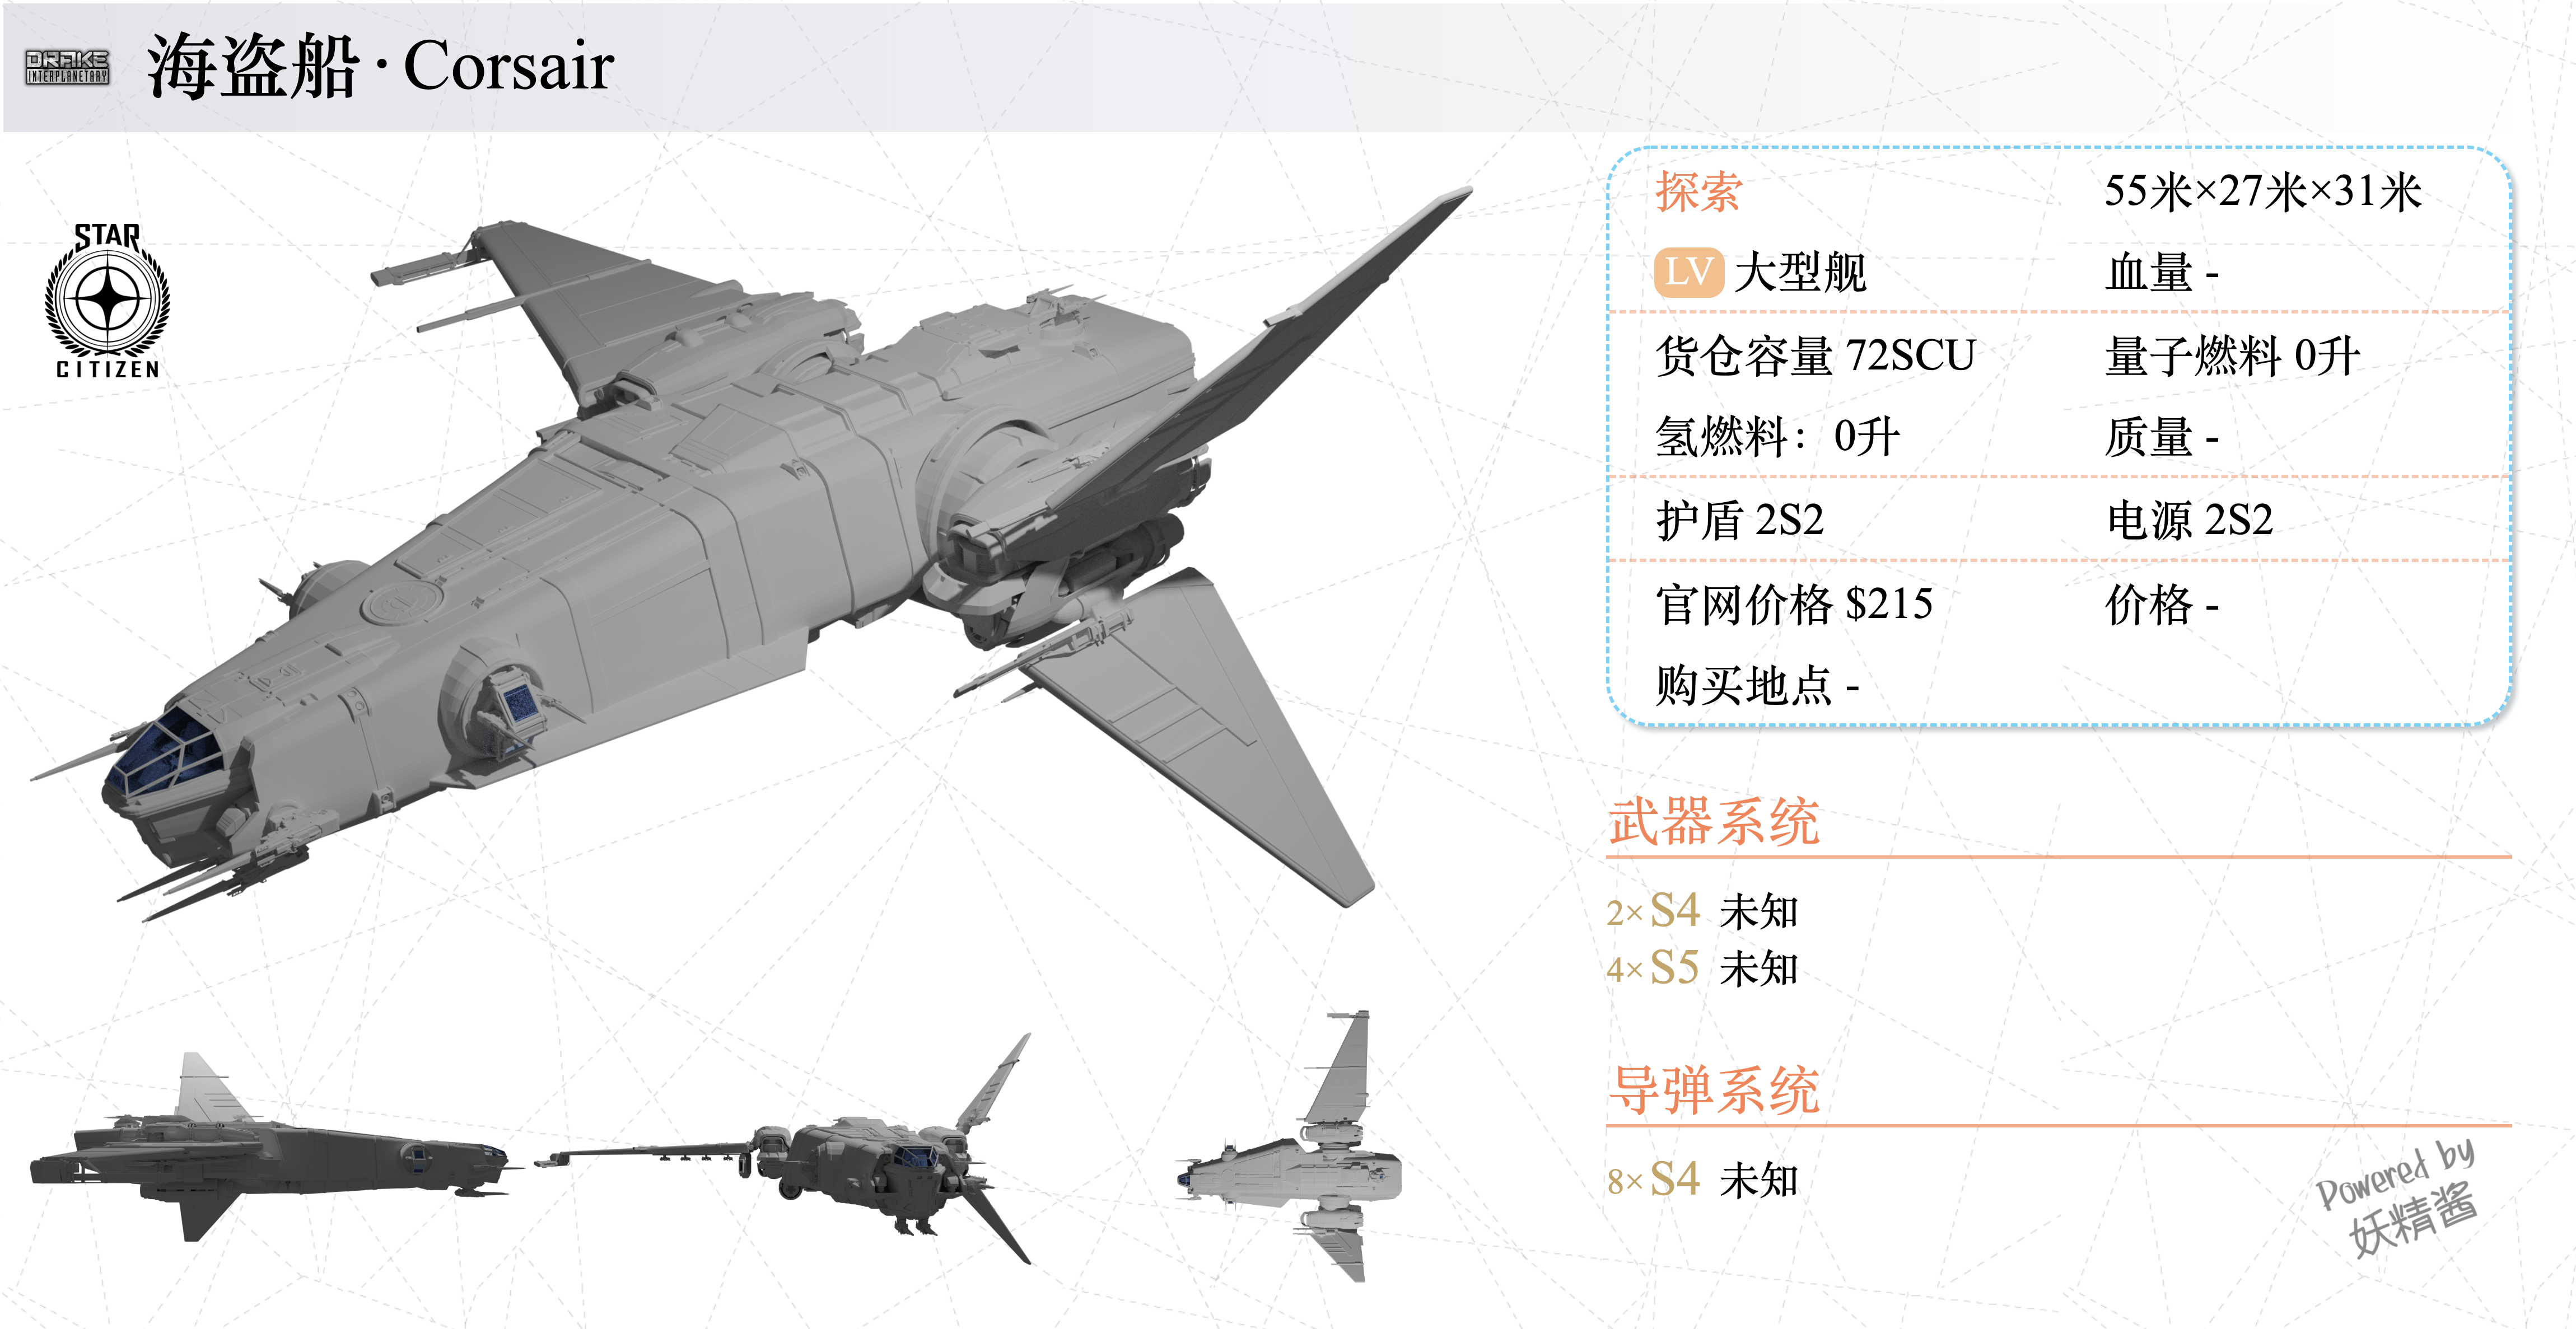 DRAKE
INTERPLANETARY
海盗船·Corsair
STAR
CITIZEN
探索 55米×27米×31米
LV 大型舰 血量 -
货仓容量 72SCU 量子燃料 0升
氢燃料：0升 质量 -
护盾 2S2 电源 2S2
官网价格 $215 价格 -
购买地点 -
武器系统
2× S4 未知
4× S5 未知
导弹系统
8× S4 未知
Powered by
妖精酱